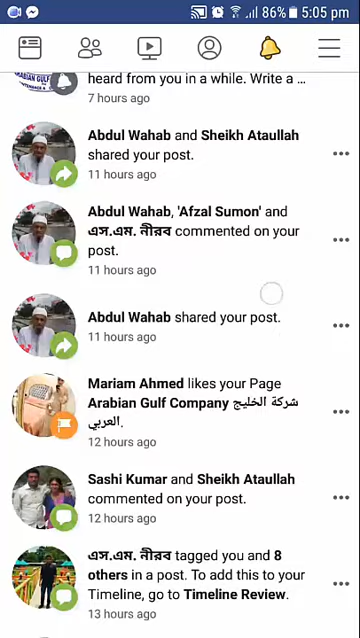 86% 5:05 pm
heard from you in a while. Write a ...
7 hours ago
Abdul Wahab and Sheikh Ataullah
shared your post.
11 hours ago
Abdul Wahab, 'Afzal Sumon' and
এস.এম. নীরব commented on your
post.
11 hours ago
Abdul Wahab shared your post.
11 hours ago
Mariam Ahmed likes your Page
Arabian Gulf Company شركة الخليج
العربي.
12 hours ago
Sashi Kumar and Sheikh Ataullah
commented on your post.
12 hours ago
এস.এম. নীরব tagged you and 8
others in a post. To add this to your
Timeline, go to Timeline Review.
13 hours ago